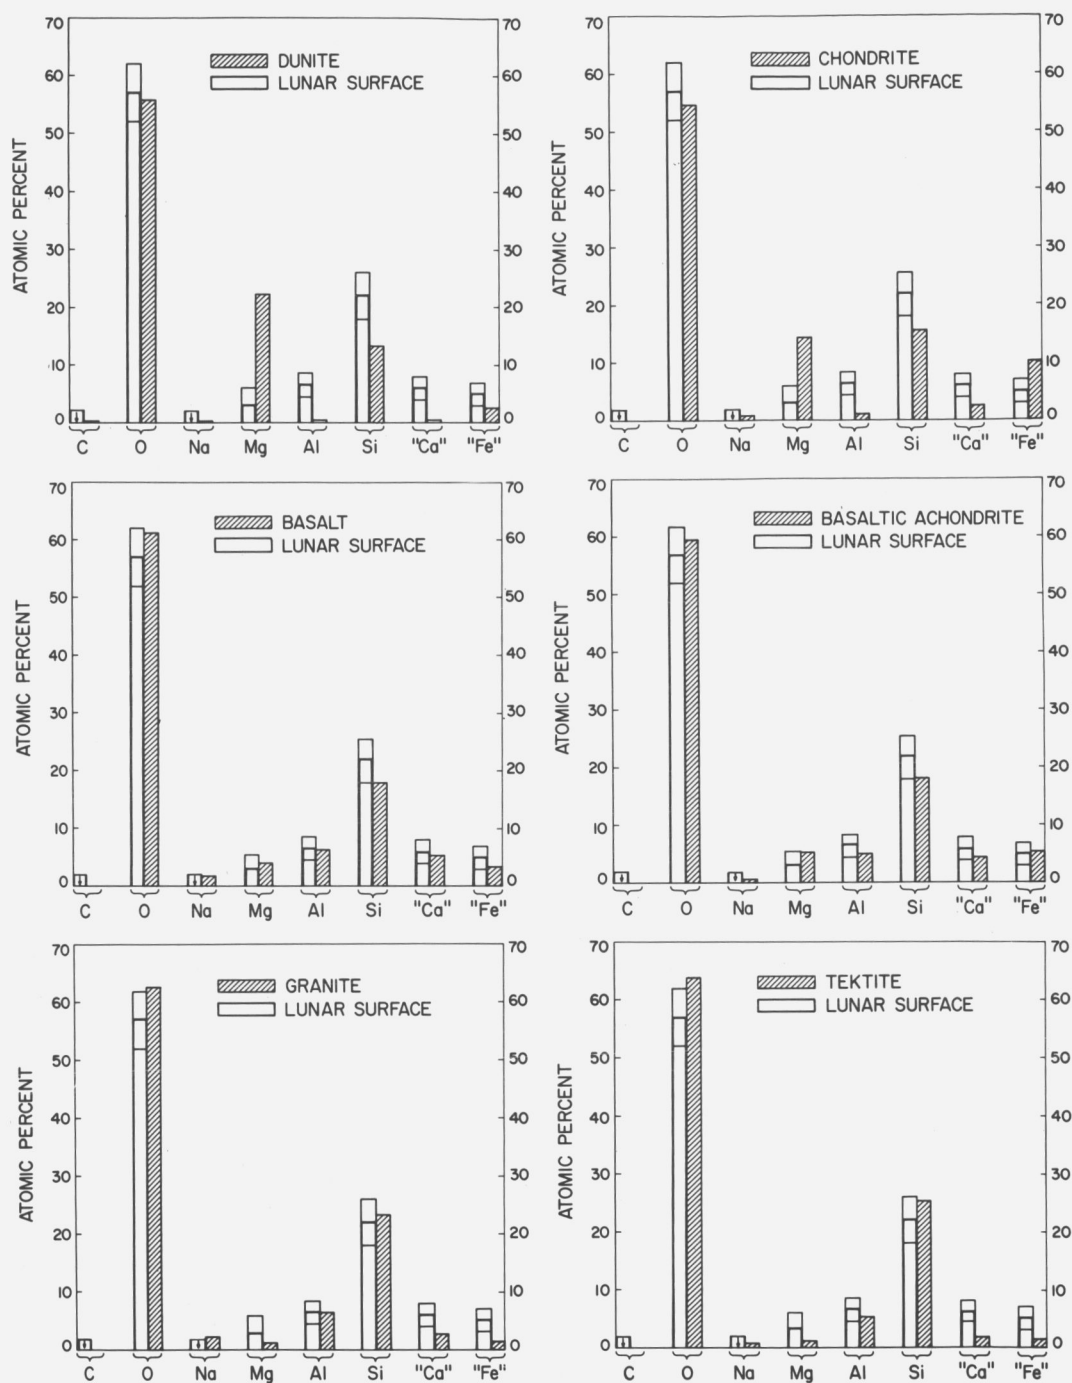 70 60 50 40 30 20 10 0
ATOMIC PERCENT
DUNITE
LUNAR SURFACE
70 60 50 40 30 20 10 0
C O Na Mg Al Si "Ca" "Fe"
70 60 50 40 30 20 10 0
ATOMIC PERCENT
CHONDRITE
LUNAR SURFACE
70 60 50 40 30 20 10 0
C O Na Mg Al Si "Ca" "Fe"
70 60 50 40 30 20 10 0
ATOMIC PERCENT
BASALT
LUNAR SURFACE
70 60 50 40 30 20 10 0
C O Na Mg Al Si "Ca" "Fe"
70 60 50 40 30 20 10 0
ATOMIC PERCENT
BASALTIC ACHONDRITE
LUNAR SURFACE
70 60 50 40 30 20 10 0
C O Na Mg Al Si "Ca" "Fe"
70 60 50 40 30 20 10 0
ATOMIC PERCENT
GRANITE
LUNAR SURFACE
70 60 50 40 30 20 10 0
C O Na Mg Al Si "Ca" "Fe"
70 60 50 40 30 20 10 0
ATOMIC PERCENT
TEKTITE
LUNAR SURFACE
70 60 50 40 30 20 10 0
C O Na Mg Al Si "Ca" "Fe"